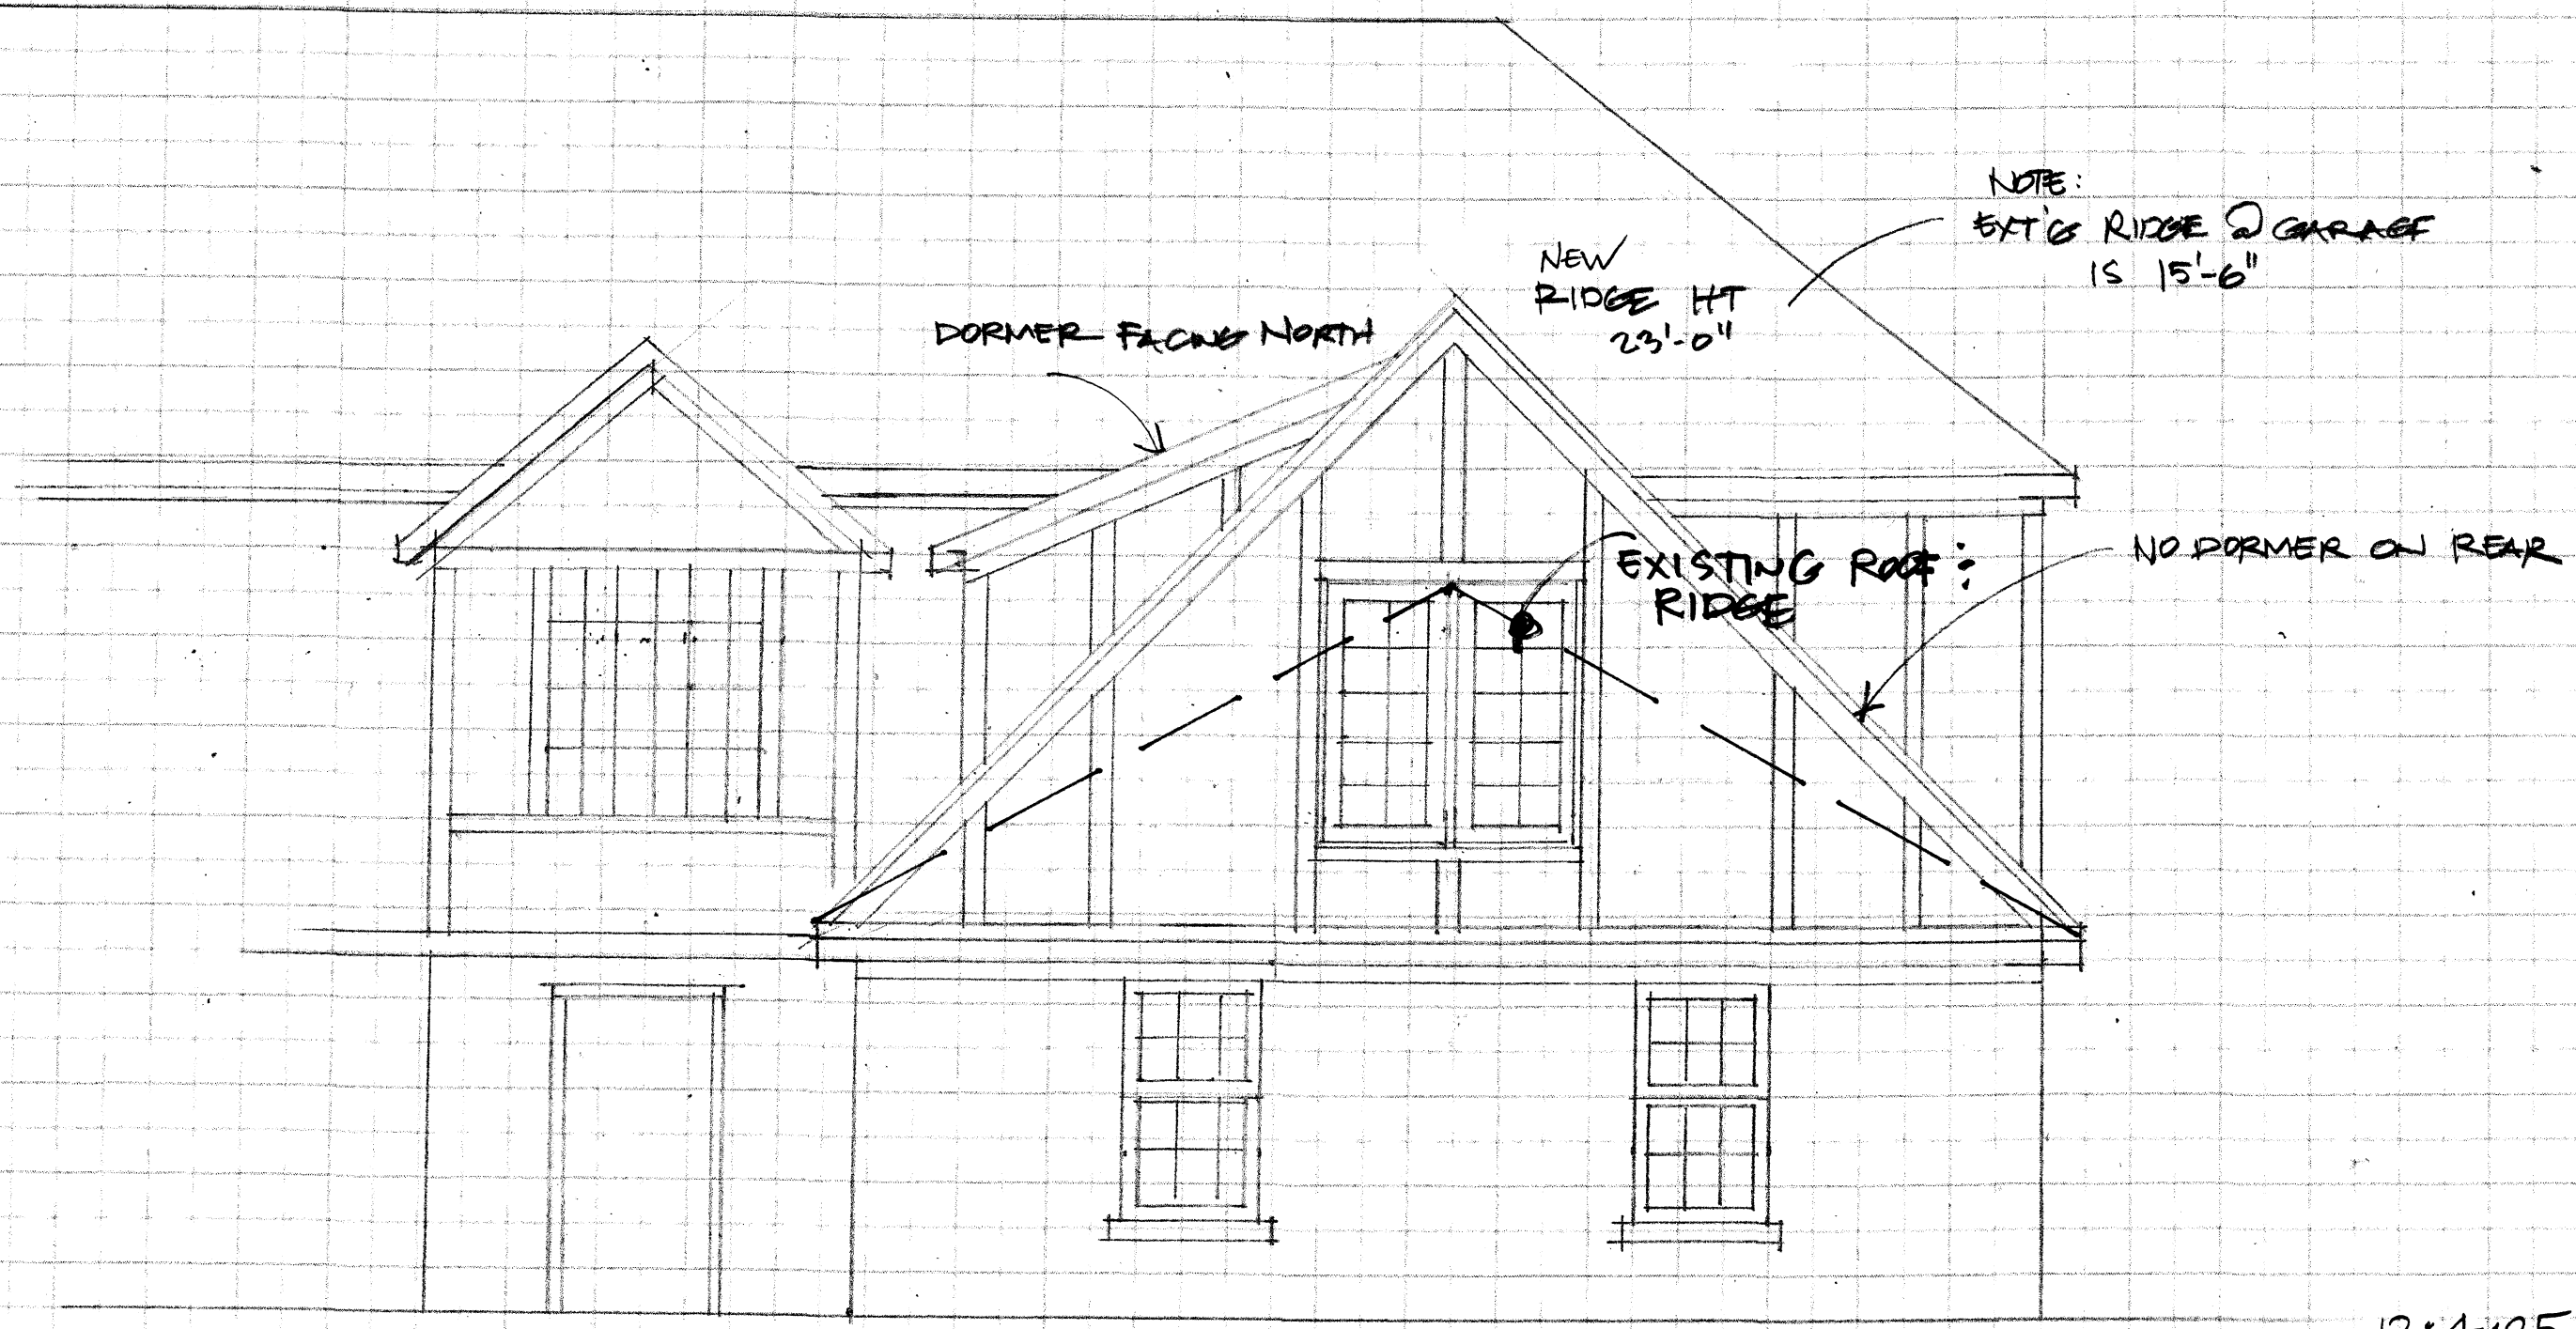 NOTE:
EXT'G RIDGE @ GARAGE
IS 15'-6"
NEW
RIDGE HT
23'-0"
DORMER FACING NORTH
EXISTING ROOF:
RIDGE
NO DORMER ON REAR